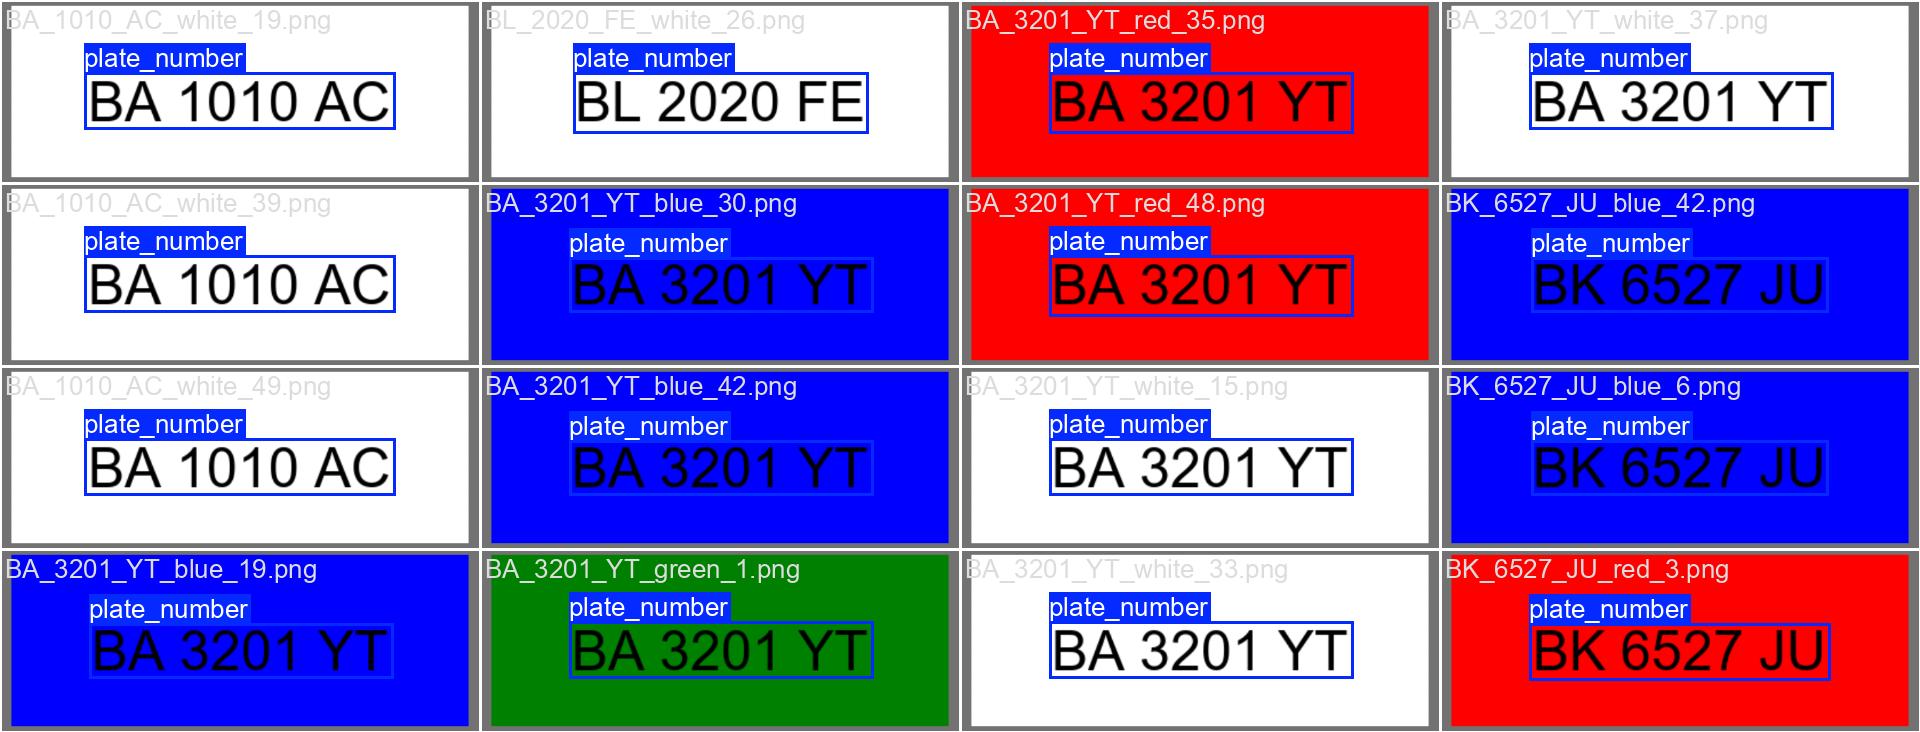 BA_1010_AC_white_19.png
plate_number
BA 1010 AC
BL_2020_FE_white_26.png
plate_number
BL 2020 FE
BA_3201_YT_red_35.png
plate_number
BA 3201 YT
BA_3201_YT_white_37.png
plate_number
BA 3201 YT
BA_1010_AC_white_39.png
plate_number
BA 1010 AC
BA_3201_YT_blue_30.png
plate_number
BA 3201 YT
BA_3201_YT_red_48.png
plate_number
BA 3201 YT
BK_6527_JU_blue_42.png
plate_number
BK 6527 JU
BA_1010_AC_white_49.png
plate_number
BA 1010 AC
BA_3201_YT_blue_42.png
plate_number
BA 3201 YT
BA_3201_YT_white_15.png
plate_number
BA 3201 YT
BK_6527_JU_blue_6.png
plate_number
BK 6527 JU
BA_3201_YT_blue_19.png
plate_number
BA 3201 YT
BA_3201_YT_green_1.png
plate_number
BA 3201 YT
BA_3201_YT_white_33.png
plate_number
BA 3201 YT
BK_6527_JU_red_3.png
plate_number
BK 6527 JU